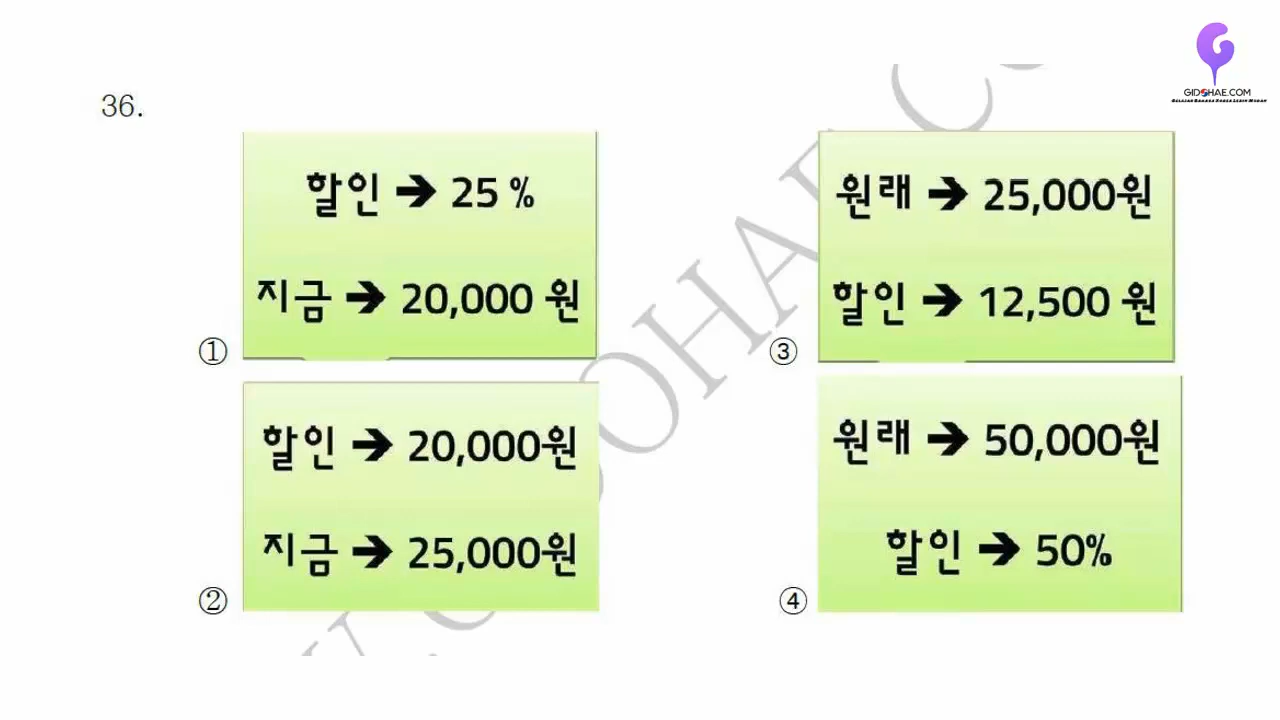 GIDOHAE.COM
36.
할인 → 25 %
지금 → 20,000 원
①
할인 → 20,000원
지금 → 25,000원
②
원래 → 25,000원
할인 → 12,500 원
③
원래 → 50,000원
할인 → 50%
④